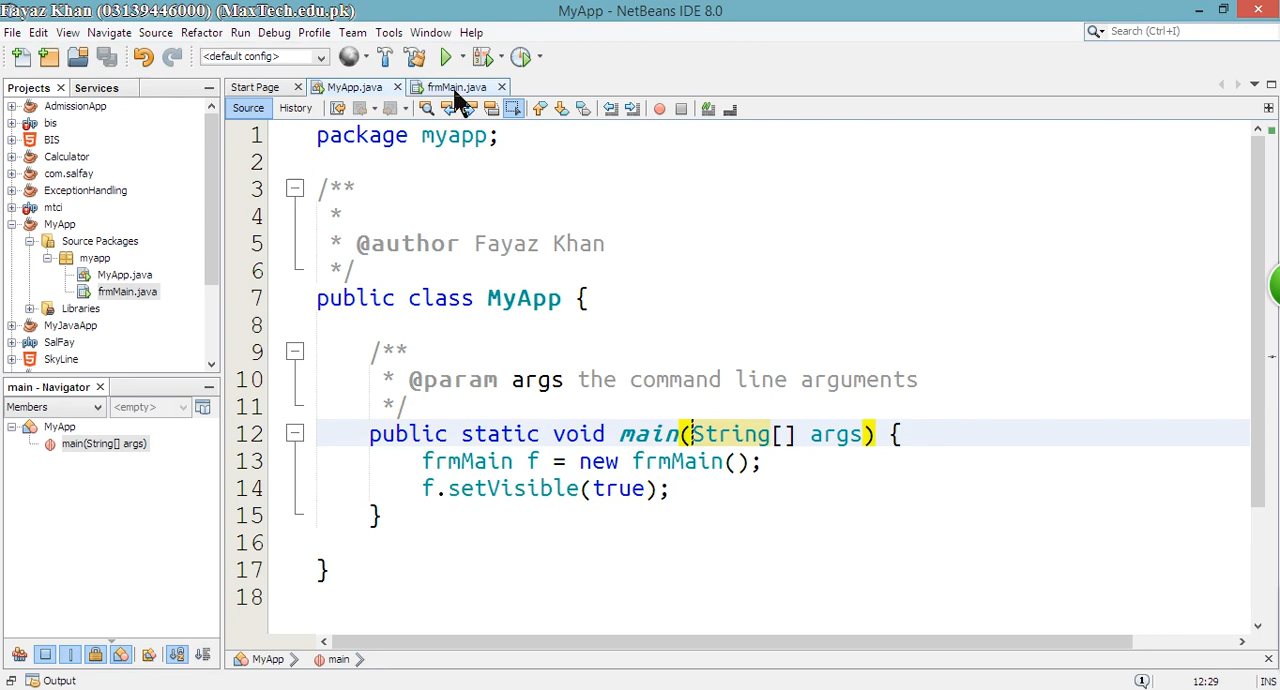 Fayaz Khan (03139446000) (MaxTech.edu.pk)
MyApp - NetBeans IDE 8.0
File Edit View Navigate Source Refactor Run Debug Profile Team Tools Window Help
Search (Ctrl+I)
<default config>
Projects Services
Start Page MyApp.java frmMain.java
Source History
AdmissionApp
bis
BIS
Calculator
com.salfay
ExceptionHandling
mtci
MyApp
Source Packages
myapp
MyApp.java
frmMain.java
Libraries
MyJavaApp
SalFay
SkyLine
main - Navigator
Members <empty>
MyApp
main(String[] args)
1 package myapp;
2
3 /**
4 *
5 * @author Fayaz Khan
6 */
7 public class MyApp {
8
9 /**
10 * @param args the command line arguments
11 */
12 public static void main(String[] args) {
13 frmMain f = new frmMain();
14 f.setVisible(true);
15 }
16
17 }
18
MyApp main
Output
1 12:29 INS